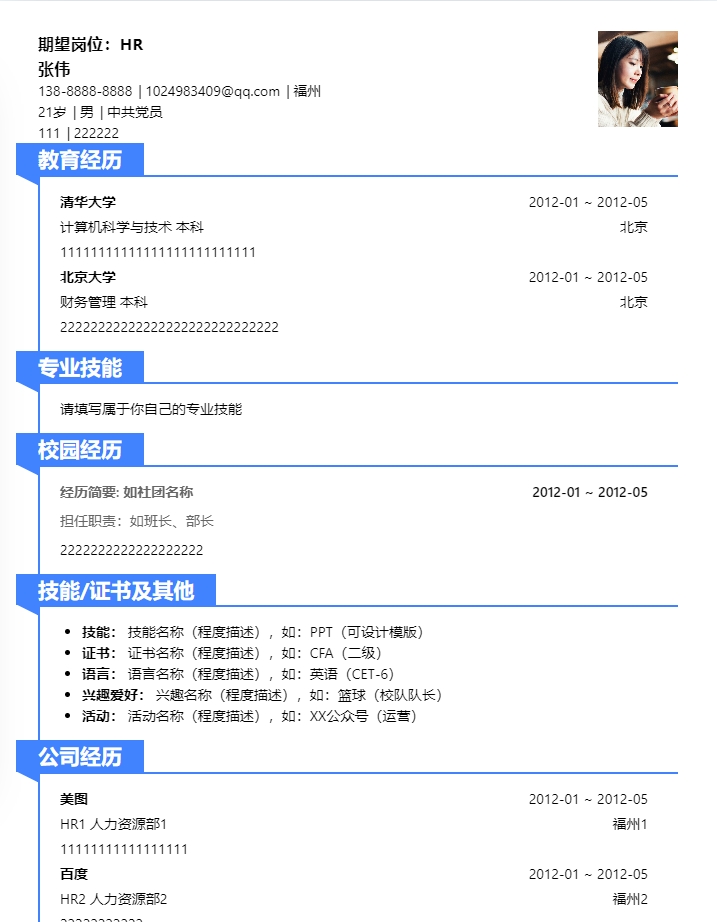 期望岗位：HR
张伟
138-8888-8888 | 1024983409@qq.com | 福州
21岁 | 男 | 中共党员
111 | 222222
教育经历
清华大学 2012-01 ~ 2012-05
计算机科学与技术 本科 北京
11111111111111111111111111
北京大学 2012-01 ~ 2012-05
财务管理 本科 北京
22222222222222222222222222222
专业技能
请填写属于你自己的专业技能
校园经历
经历简要: 如社团名称 2012-01 ~ 2012-05
担任职责：如班长、部长
2222222222222222222
技能/证书及其他
• 技能： 技能名称（程度描述），如：PPT（可设计模版）
• 证书： 证书名称（程度描述），如：CFA（二级）
• 语言： 语言名称（程度描述），如：英语（CET-6）
• 兴趣爱好： 兴趣名称（程度描述），如：篮球（校队队长）
• 活动： 活动名称（程度描述），如：XX公众号（运营）
公司经历
美图 2012-01 ~ 2012-05
HR1 人力资源部1 福州1
11111111111111111
百度 2012-01 ~ 2012-05
HR2 人力资源部2 福州2